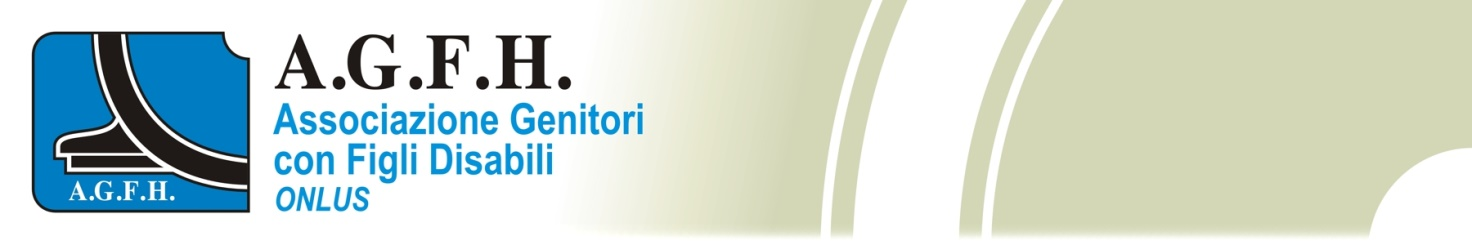 A.G.F.H.
A.G.F.H.
Associazione Genitori
con Figli Disabili
ONLUS